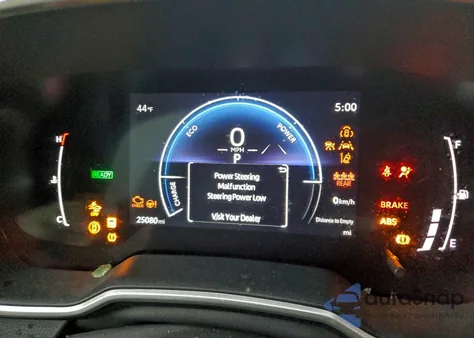 44°F
5:00
ECO
POWER
0
MPH
P
H
F
READY
Power Steering
Malfunction
Steering Power Low
REAR
CHARGE
BRAKE
0km/h
25080mi
Visit Your Dealer
Distance to Empty
ABS
C
mi
E
autosnap